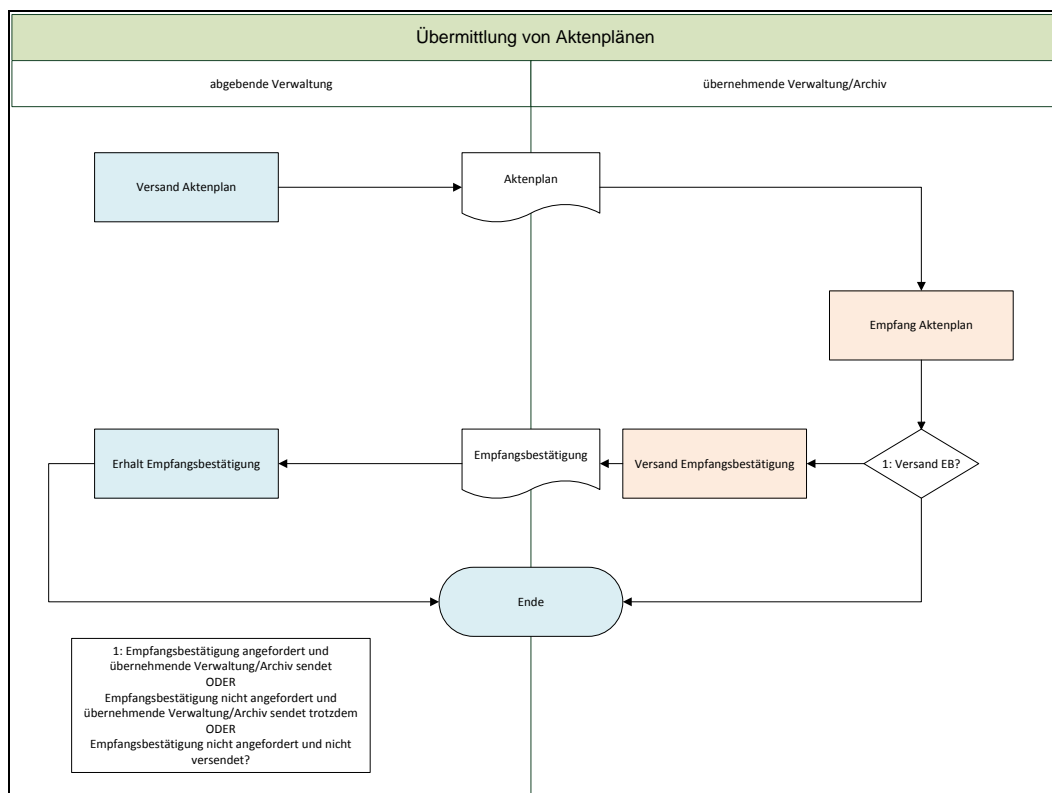 Übermittlung von Aktenplänen
abgebende Verwaltung
übernehmende Verwaltung/Archiv
Versand Aktenplan
Aktenplan
Empfang Aktenplan
Erhalt Empfangsbestätigung
Empfangsbestätigung
Versand Empfangsbestätigung
1: Versand EB?
Ende
1: Empfangsbestätigung angefordert und
übernehmende Verwaltung/Archiv sendet
ODER
Empfangsbestätigung nicht angefordert und
übernehmende Verwaltung/Archiv sendet trotzdem
ODER
Empfangsbestätigung nicht angefordert und nicht
versendet?